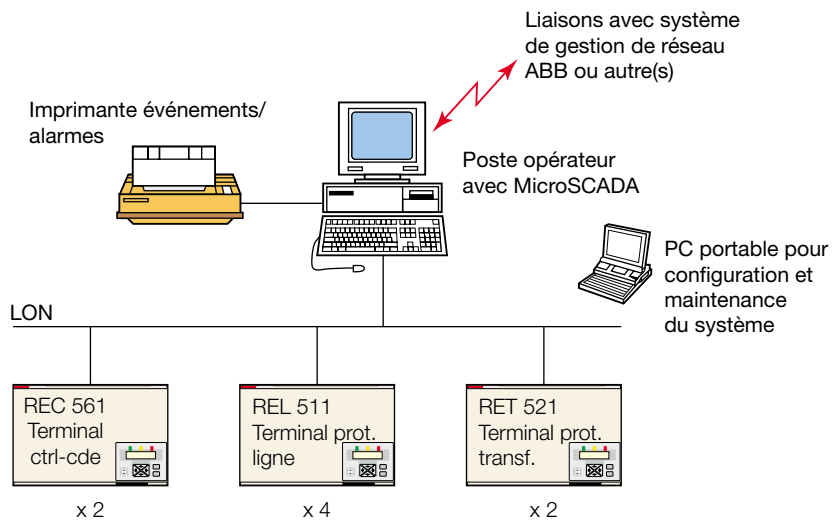 Liaisons avec système
de gestion de réseau
ABB ou autre(s)
Imprimante événements/
alarmes
Poste opérateur
avec MicroSCADA
PC portable pour
configuration et
maintenance
du système
LON
REC 561
Terminal
ctrl-cde
REL 511
Terminal prot.
ligne
RET 521
Terminal prot.
transf.
x 2
x 4
x 2